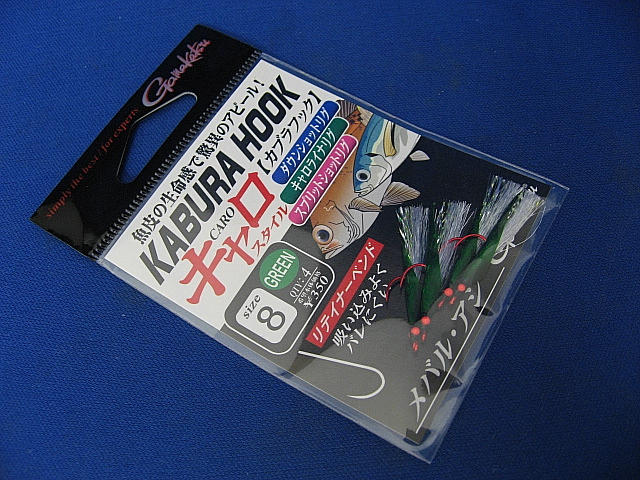 Gamakatsu
simply the best / for experts
魚皮の生命感で驚異のアピール!
KABURA HOOK
【カブラフック】
CARO
キャロ
スタイル
ダウンショットリグ
キャロライナリグ
スプリットショットリグ
size
8
GREEN
QTY: 4
¥350
リテイナーベンド
吸い込みよく
バレにくい
メバル・アジ